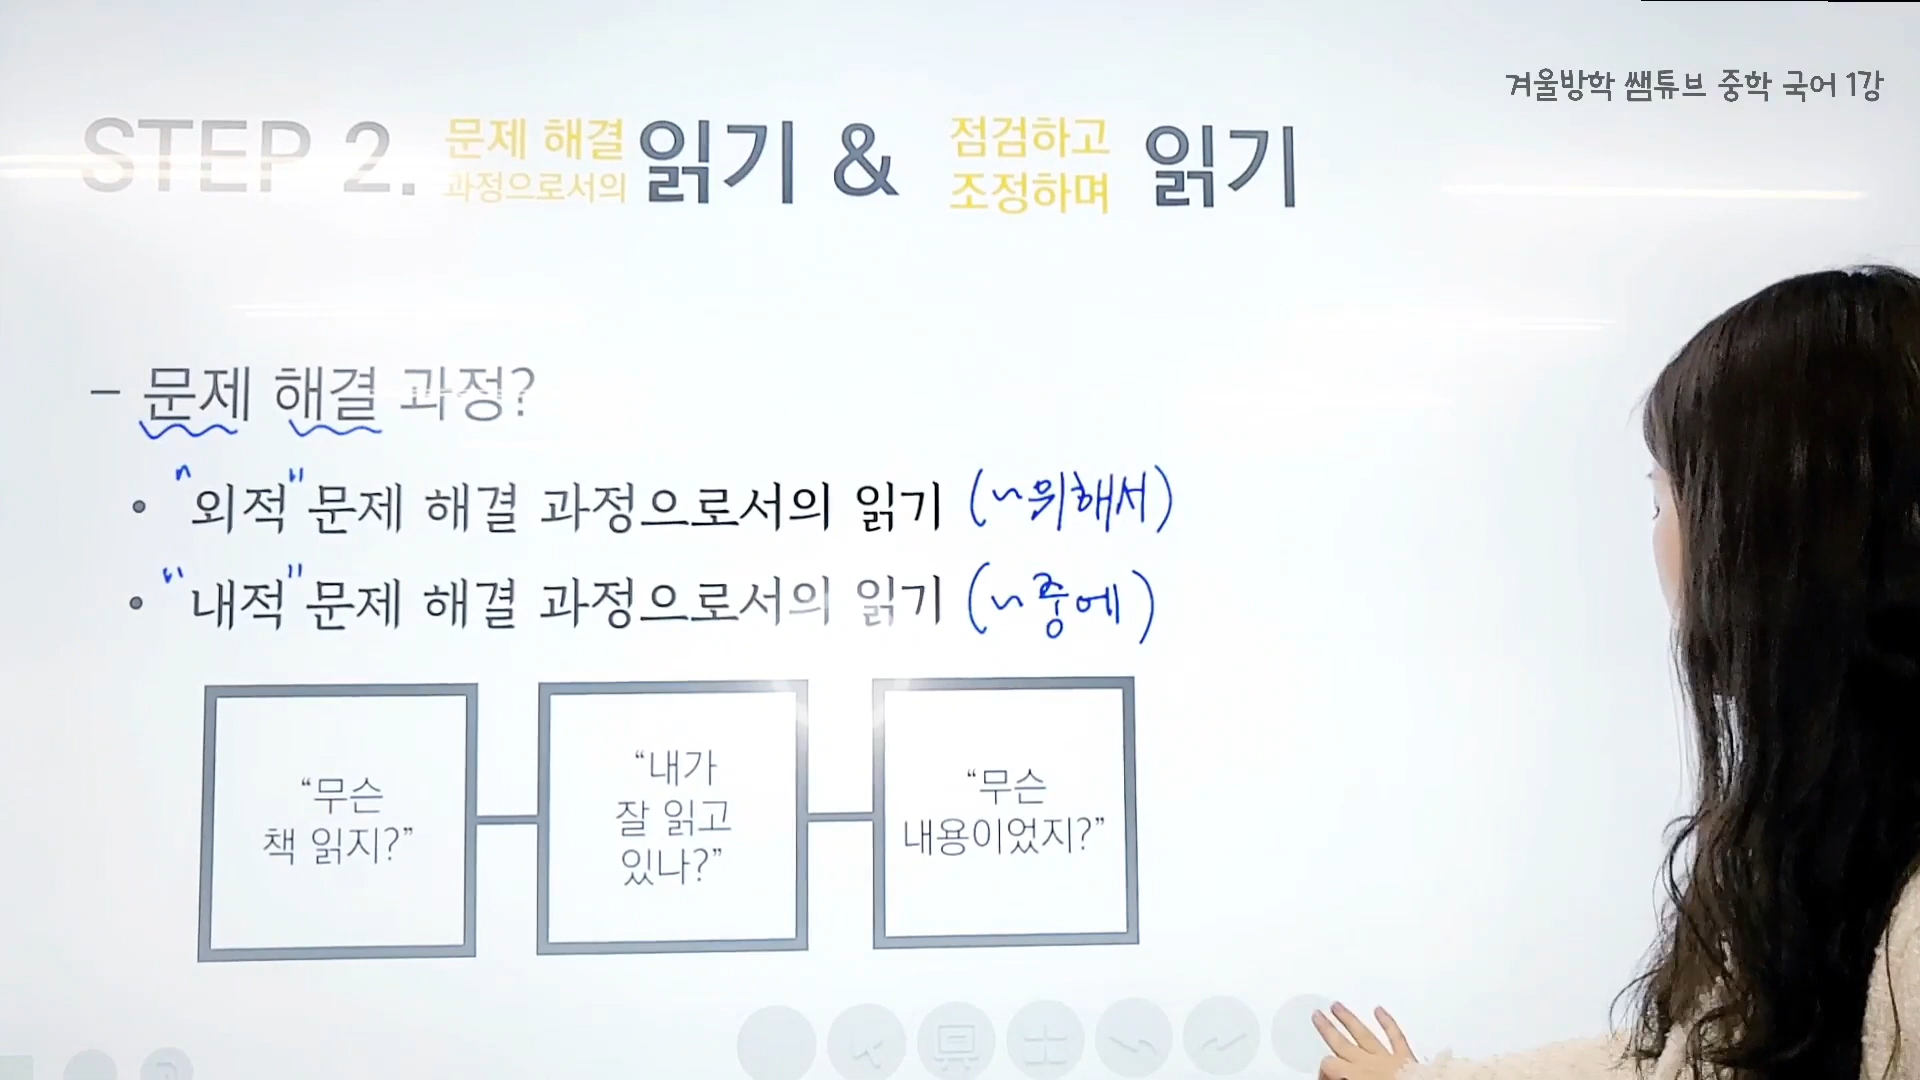 겨울방학 쌤튜브 중학 국어 1강
STEP 2. 문제 해결 과정으로서의 읽기 & 점검하고 조정하며 읽기
- 문제 해결 과정?
• "외적" 문제 해결 과정으로서의 읽기 (~위해서)
• "내적" 문제 해결 과정으로서의 읽기 (~중에)
“무슨
책 읽지?”
“내가
잘 읽고
있나?”
“무슨
내용이었지?”